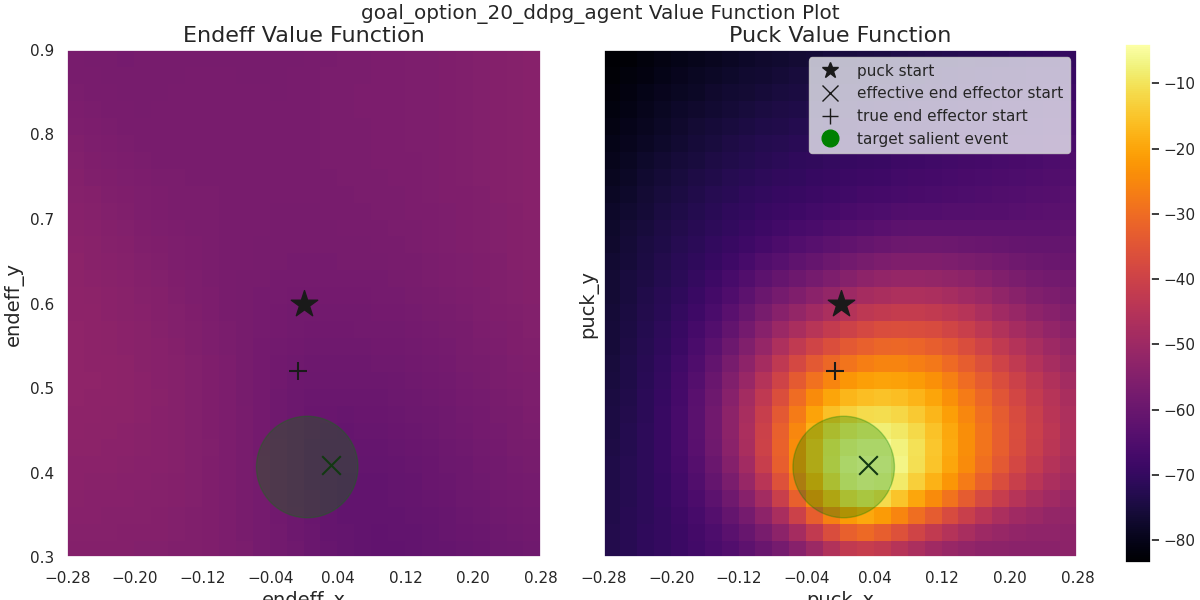 goal_option_20_ddpg_agent Value Function Plot
Endeff Value Function
Puck Value Function
puck start
effective end effector start
true end effector start
target salient event
endeff_y
0.9
0.8
0.7
0.6
0.5
0.4
0.3
−0.28 −0.20 −0.12 −0.04 0.04 0.12 0.20 0.28
endeff_x
puck_y
−0.28 −0.20 −0.12 −0.04 0.04 0.12 0.20 0.28
puck_x
−10
−20
−30
−40
−50
−60
−70
−80